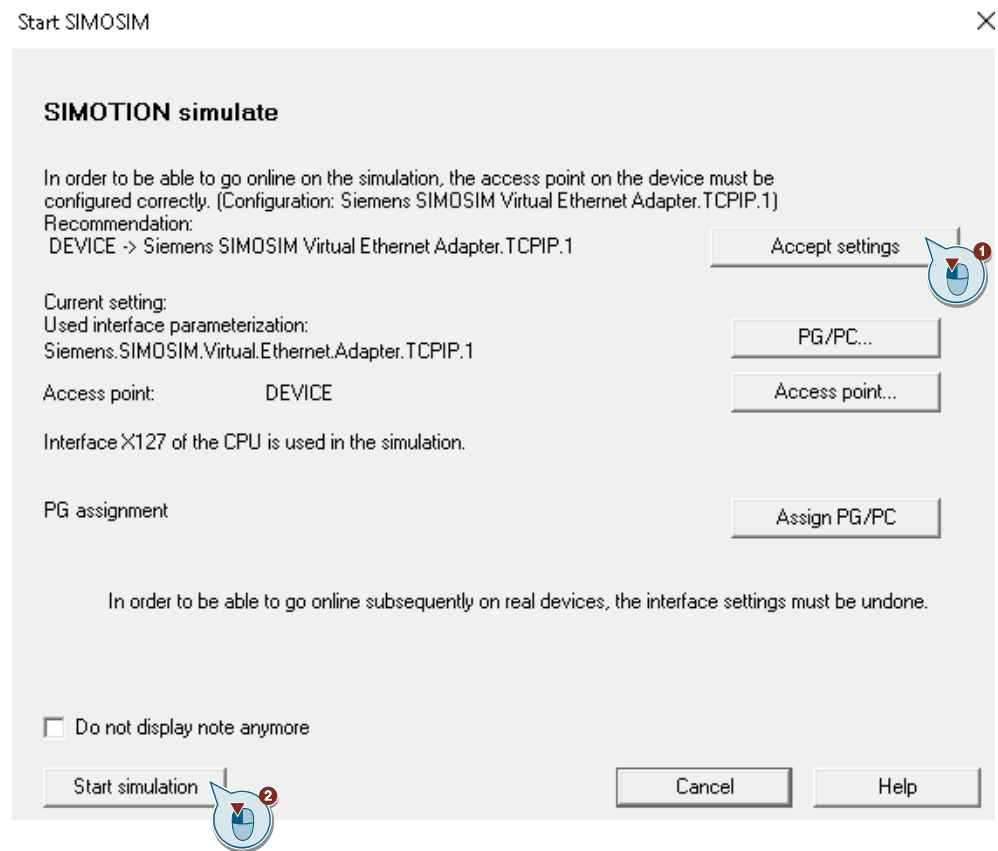 Start SIMOSIM
SIMOTION simulate
In order to be able to go online on the simulation, the access point on the device must be
configured correctly. (Configuration: Siemens SIMOSIM Virtual Ethernet Adapter.TCPIP.1)
Recommendation:
DEVICE -> Siemens SIMOSIM Virtual Ethernet Adapter.TCPIP.1
Accept settings
1
Current setting:
Used interface parameterization:
Siemens.SIMOSIM.Virtual.Ethernet.Adapter.TCPIP.1
PG/PC...
Access point:
DEVICE
Access point...
Interface X127 of the CPU is used in the simulation.
PG assignment
Assign PG/PC
In order to be able to go online subsequently on real devices, the interface settings must be undone.
Do not display note anymore
Start simulation
2
Cancel
Help